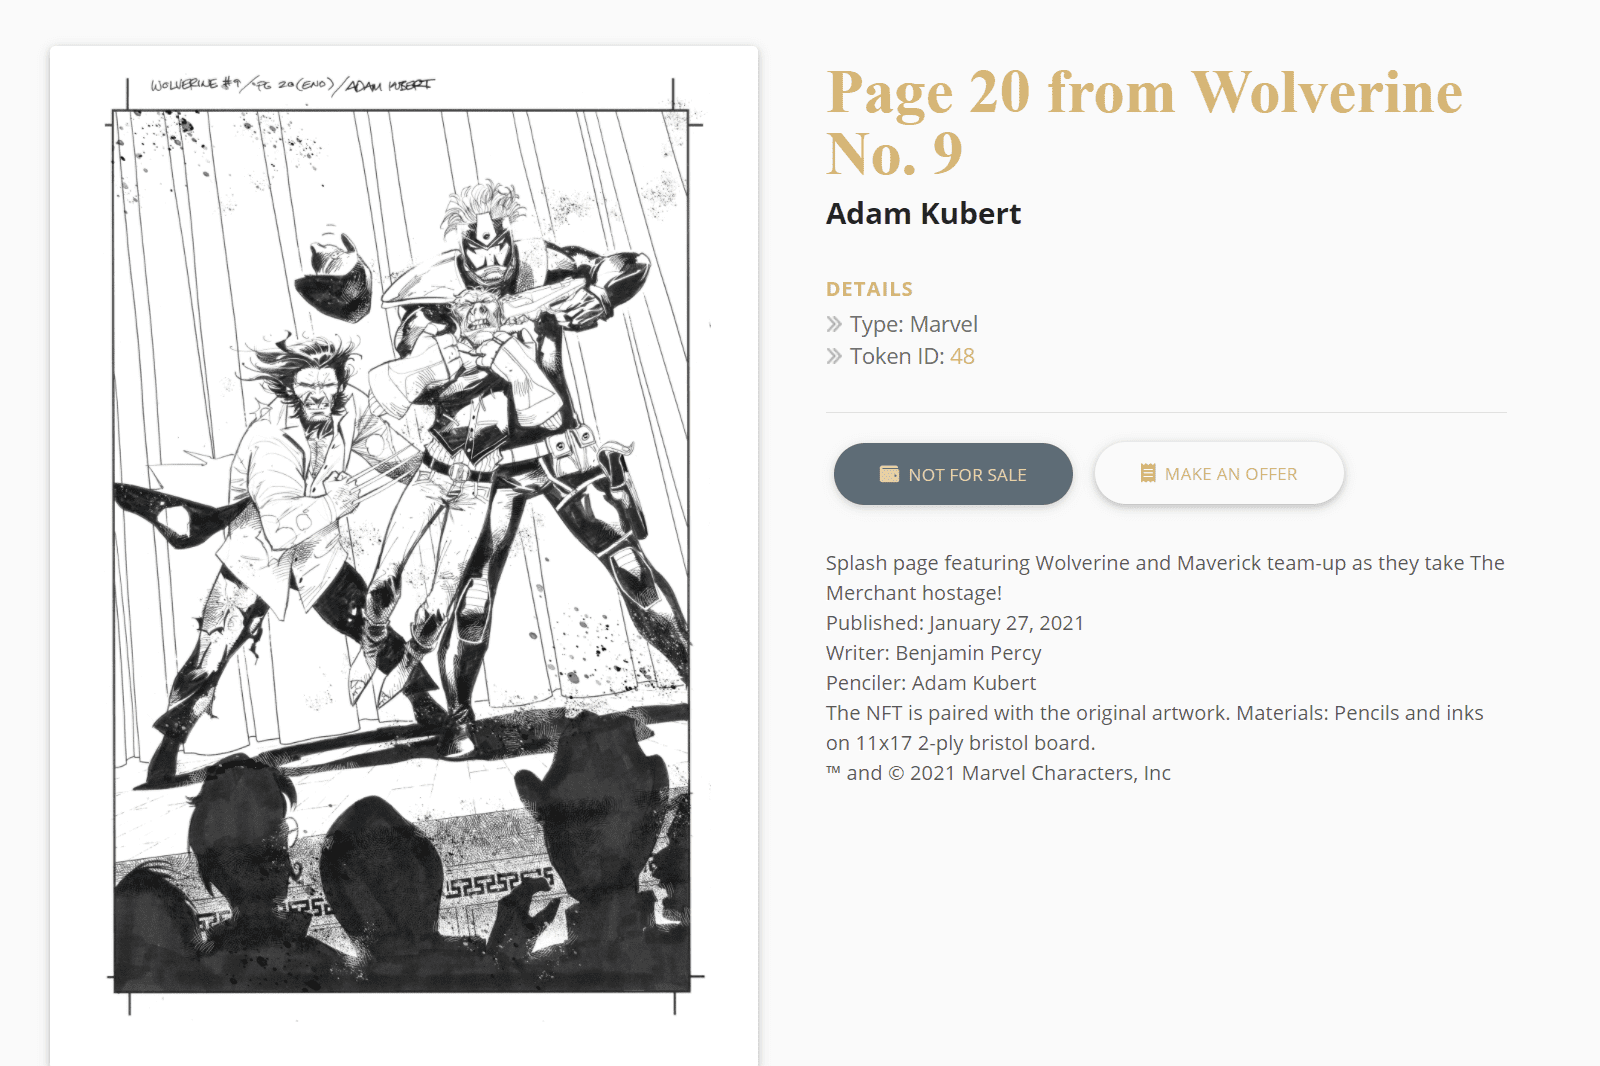 WOLVERINE #9/PG 20(END)/ADAM KUBERT
Page 20 from Wolverine
No. 9
Adam Kubert
DETAILS
Type: Marvel
Token ID: 48
NOT FOR SALE
MAKE AN OFFER
Splash page featuring Wolverine and Maverick team-up as they take The
Merchant hostage!
Published: January 27, 2021
Writer: Benjamin Percy
Penciler: Adam Kubert
The NFT is paired with the original artwork. Materials: Pencils and inks
on 11x17 2-ply bristol board.
™ and © 2021 Marvel Characters, Inc